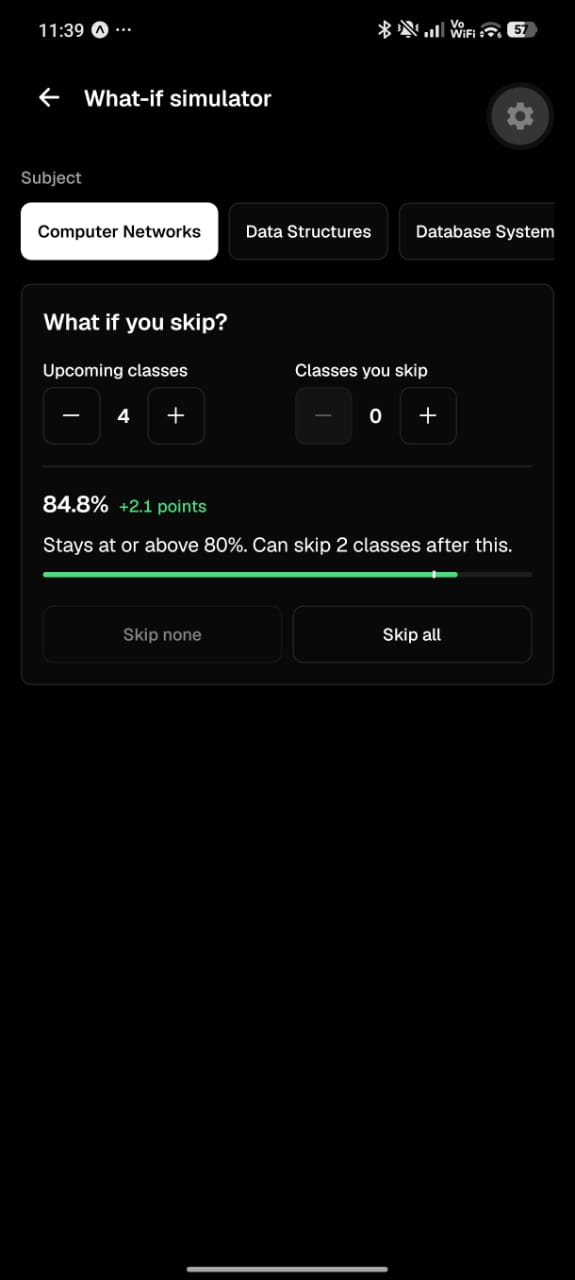 11:39
Vo
WiFi
57
What-if simulator
Subject
Computer Networks Data Structures Database System
What if you skip?
Upcoming classes Classes you skip
4 0
84.8% +2.1 points
Stays at or above 80%. Can skip 2 classes after this.
Skip none Skip all